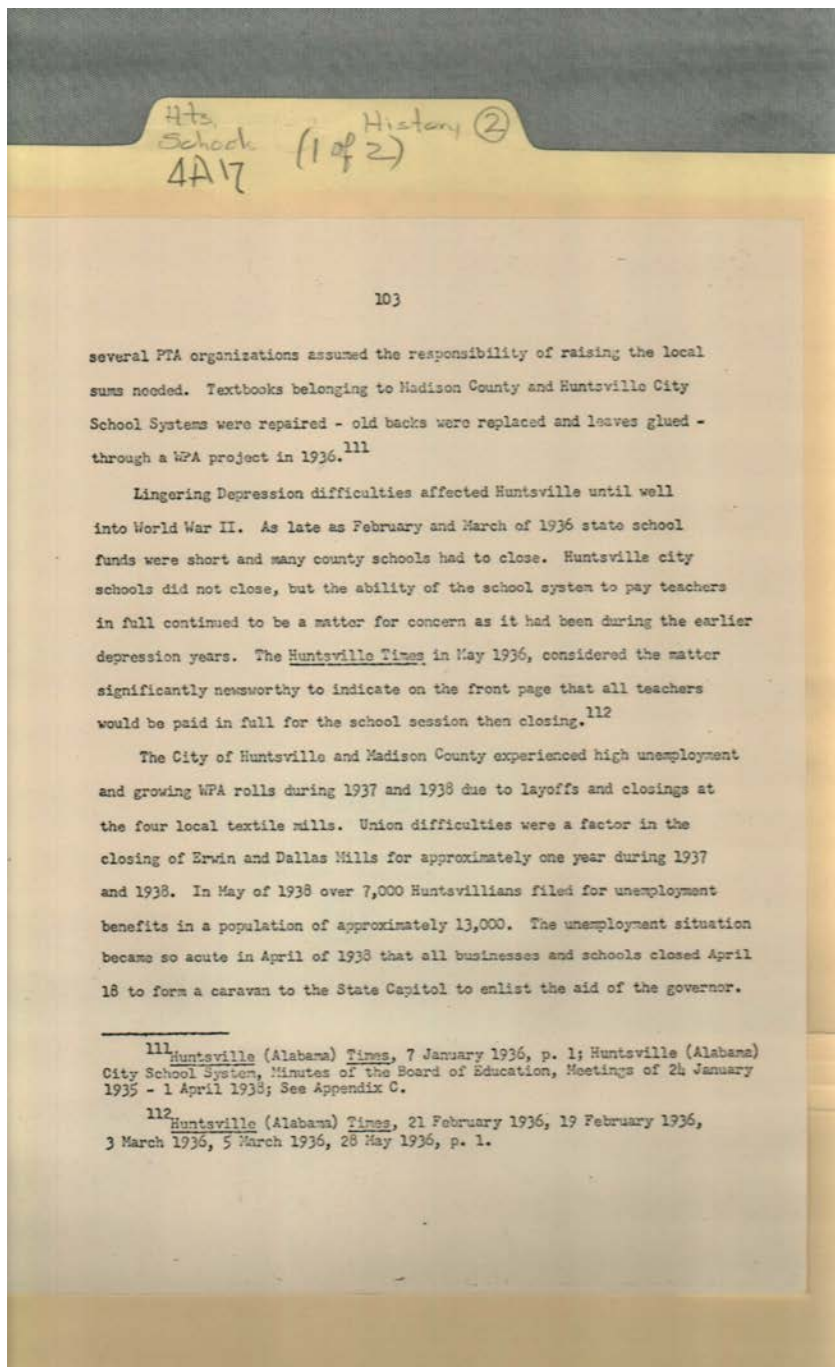 Hts. History ②
School (1 of 2)
4A17
103
several PTA organizations assumed the responsibility of raising the local
sums needed. Textbooks belonging to Madison County and Huntsville City
School Systems were repaired - old backs were replaced and leaves glued -
through a WPA project in 1936.111
Lingering Depression difficulties affected Huntsville until well
into World War II. As late as February and March of 1936 state school
funds were short and many county schools had to close. Huntsville city
schools did not close, but the ability of the school system to pay teachers
in full continued to be a matter for concern as it had been during the earlier
depression years. The Huntsville Times in May 1936, considered the matter
significantly newsworthy to indicate on the front page that all teachers
would be paid in full for the school session then closing.112
The City of Huntsville and Madison County experienced high unemployment
and growing WPA rolls during 1937 and 1938 due to layoffs and closings at
the four local textile mills. Union difficulties were a factor in the
closing of Erwin and Dallas Mills for approximately one year during 1937
and 1938. In May of 1938 over 7,000 Huntsvillians filed for unemployment
benefits in a population of approximately 13,000. The unemployment situation
became so acute in April of 1938 that all businesses and schools closed April
18 to form a caravan to the State Capitol to enlist the aid of the governor.
111Huntsville (Alabama) Times, 7 January 1936, p. 1; Huntsville (Alabama)
City School System, Minutes of the Board of Education, Meetings of 24 January
1935 - 1 April 1938; See Appendix C.
112Huntsville (Alabama) Times, 21 February 1936, 19 February 1936,
3 March 1936, 5 March 1936, 28 May 1936, p. 1.